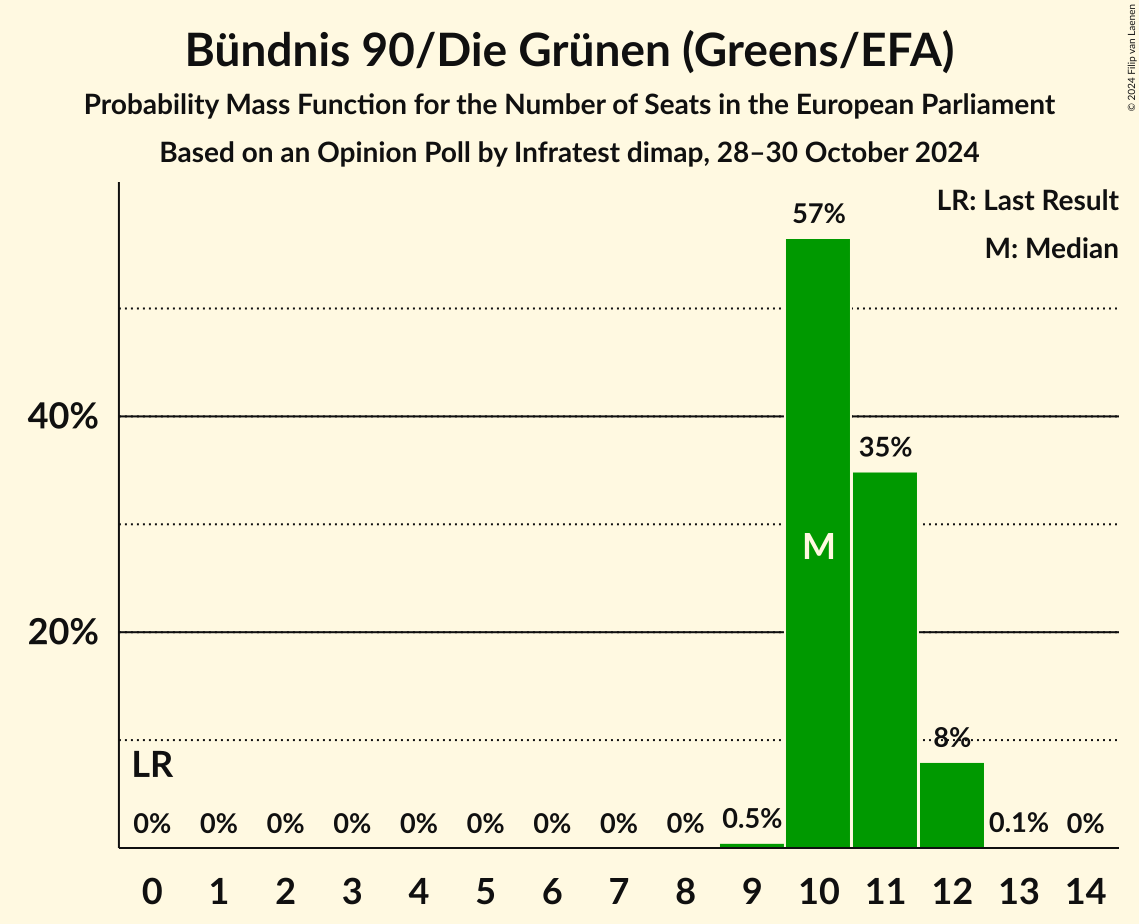 Bündnis 90/Die Grünen (Greens/EFA)
Probability Mass Function for the Number of Seats in the European Parliament
Based on an Opinion Poll by Infratest dimap, 28–30 October 2024
© 2024 Filip van Laenen
LR: Last Result
M: Median
57%
40%
35%
M
20%
8%
LR
0% 0% 0% 0% 0% 0% 0% 0% 0% 0.5% 0.1% 0%
0 1 2 3 4 5 6 7 8 9 10 11 12 13 14